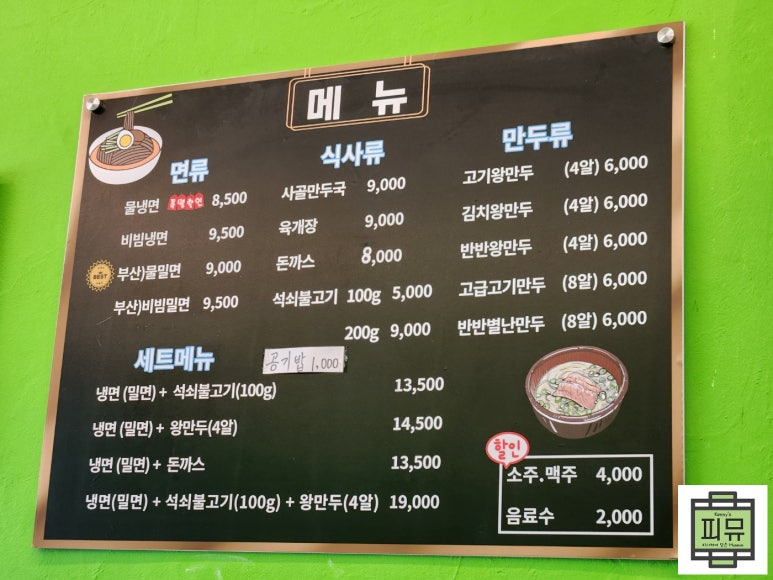 메 뉴
면류
물냉면 특별할인 8,500
비빔냉면 9,500
BEST
부산)물밀면 9,000
부산)비빔밀면 9,500
식사류
사골만두국 9,000
육개장 9,000
돈까스 8,000
석쇠불고기 100g 5,000
200g 9,000
공기밥 1,000
만두류
고기왕만두 (4알) 6,000
김치왕만두 (4알) 6,000
반반왕만두 (4알) 6,000
고급고기만두 (8알) 6,000
반반별난만두 (8알) 6,000
세트메뉴
냉면 (밀면) + 석쇠불고기(100g) 13,500
냉면 (밀면) + 왕만두(4알) 14,500
냉면 (밀면) + 돈까스 13,500
냉면(밀면) + 석쇠불고기(100g) + 왕만두(4알) 19,000
할인
소주.맥주 4,000
음료수 2,000
피뮤